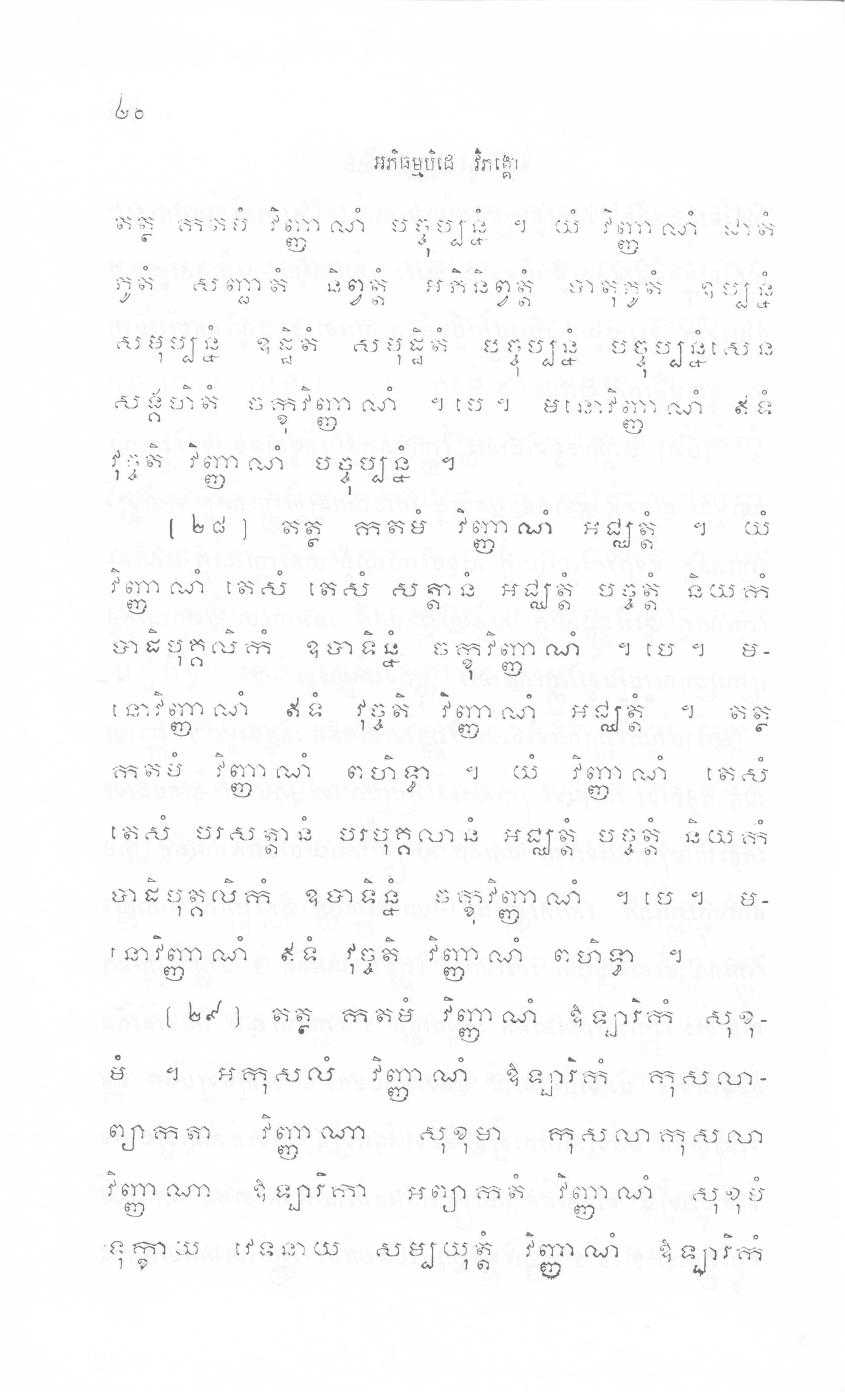 ៤០
អភិធម្មបិដេ វិភង្គោ
តត្ថ កតមំ វិញ្ញាណំ បច្ចុប្បន្នំ ។ យំ វិញ្ញាណំ ជាតំ
ភូតំ សញ្ជាតំ និព្វត្តំ អភិនិព្វត្តំ បាតុភូតំ ឧប្បន្នំ
សមុប្បន្នំ ឧដ្ឋិតំ សមុដ្ឋិតំ បច្ចុប្បន្នំ បច្ចុប្បន្នំសេន
សង្គហិតំ ចក្ខុវិញ្ញាណំ ។ បេ ។ មនោវិញ្ញាណំ ឥទំ
វុច្ចតិ វិញ្ញាណំ បច្ចុប្បន្នំ ។
[ ២៨ ] តត្ថ កតមំ វិញ្ញាណំ អជ្ឈត្តំ ។ យំ
វិញ្ញាណំ តេសំ តេសំ សត្តានំ អជ្ឈត្តំ បច្ចត្តំ និយកំ
បាដិបុគ្គលិកំ ឧបាទិន្នំ ចក្ខុវិញ្ញាណំ ។ បេ ។ ម-
នោវិញ្ញាណំ ឥទំ វុច្ចតិ វិញ្ញាណំ អជ្ឈត្តំ ។ តត្ថ
កតមំ វិញ្ញាណំ ពហិទ្ធា ។ យំ វិញ្ញាណំ តេសំ
តេសំ បរសត្តានំ បរបុគ្គលានំ អជ្ឈត្តំ បច្ចត្តំ និយកំ
បាដិបុគ្គលិកំ ឧបាទិន្នំ ចក្ខុវិញ្ញាណំ ។ បេ ។ ម-
នោវិញ្ញាណំ ឥទំ វុច្ចតិ វិញ្ញាណំ ពហិទ្ធា ។
[ ២៩ ] តត្ថ កតមំ វិញ្ញាណំ ឱឡារិកំ សុខុ-
មំ ។ អកុសលំ វិញ្ញាណំ ឱឡារិកំ កុសលា-
ព្យាកតា វិញ្ញាណា សុខុមា កុសលាកុសលា
វិញ្ញាណា ឱឡារិកា អព្យាកតំ វិញ្ញាណំ សុខុមំ
ទុក្ខាយ វេទនាយ សម្បយុត្តំ វិញ្ញាណំ ឱឡារិកំ